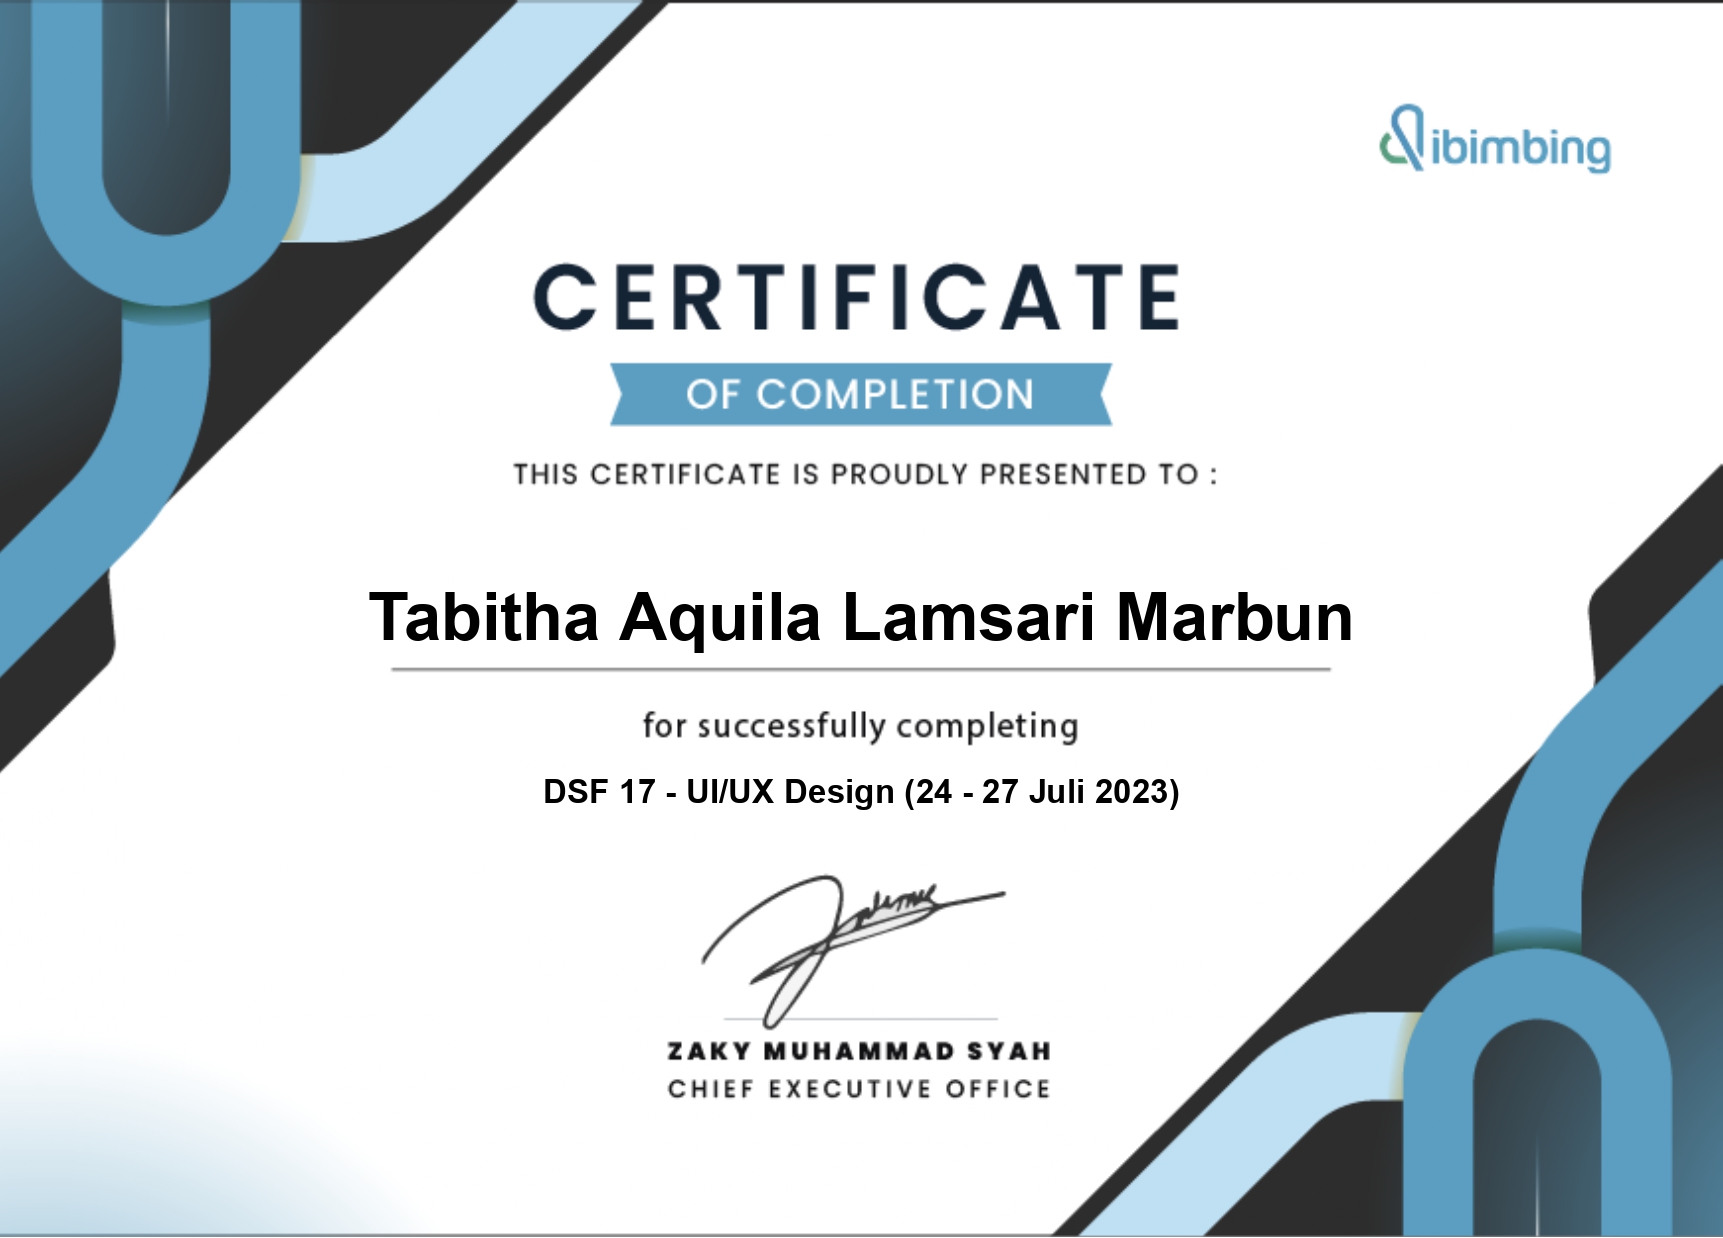 dibimbing
CERTIFICATE
OF COMPLETION
THIS CERTIFICATE IS PROUDLY PRESENTED TO :
Tabitha Aquila Lamsari Marbun
for successfully completing
DSF 17 - UI/UX Design (24 - 27 Juli 2023)
ZAKY MUHAMMAD SYAH
CHIEF EXECUTIVE OFFICE